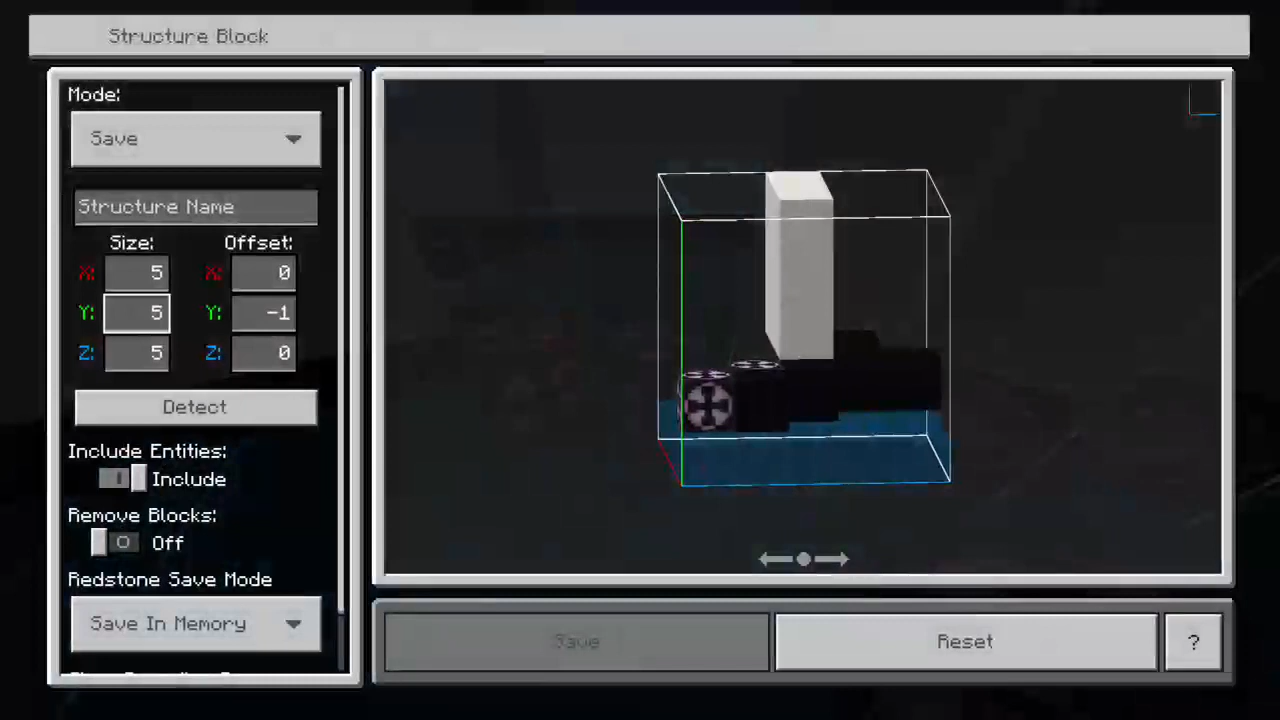 Structure Block
Mode:
Save
Structure Name
Size: Offset:
X: 5 X: 0
Y: 5 Y: -1
Z: 5 Z: 0
Detect
Include Entities:
Include
Remove Blocks:
Off
Redstone Save Mode
Save In Memory
Save
Reset
?